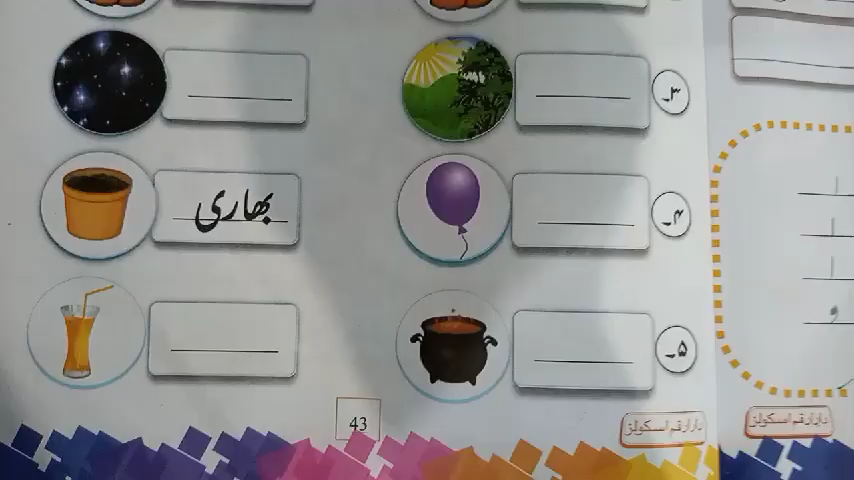 ۳۔
بھاری
۴۔
۵۔
43
دارارقم اسکولز
دارارقم اسکولز